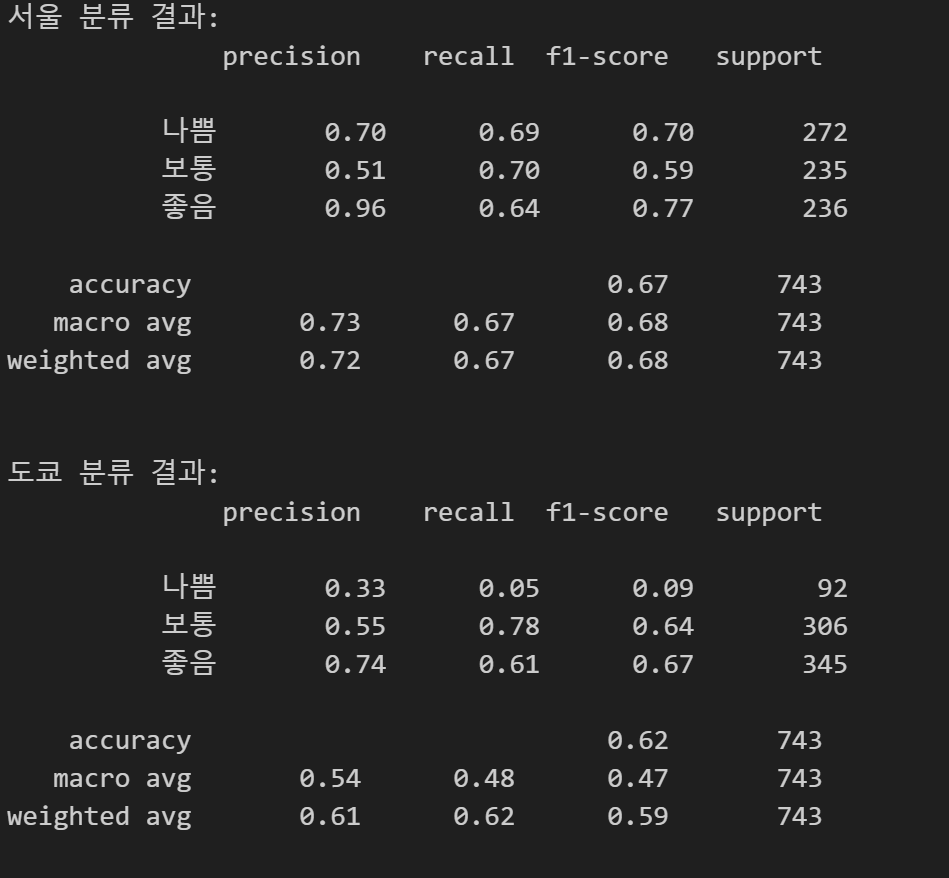 서울 분류 결과:
precision recall f1-score support
나쁨 0.70 0.69 0.70 272
보통 0.51 0.70 0.59 235
좋음 0.96 0.64 0.77 236
accuracy 0.67 743
macro avg 0.73 0.67 0.68 743
weighted avg 0.72 0.67 0.68 743
도쿄 분류 결과:
precision recall f1-score support
나쁨 0.33 0.05 0.09 92
보통 0.55 0.78 0.64 306
좋음 0.74 0.61 0.67 345
accuracy 0.62 743
macro avg 0.54 0.48 0.47 743
weighted avg 0.61 0.62 0.59 743